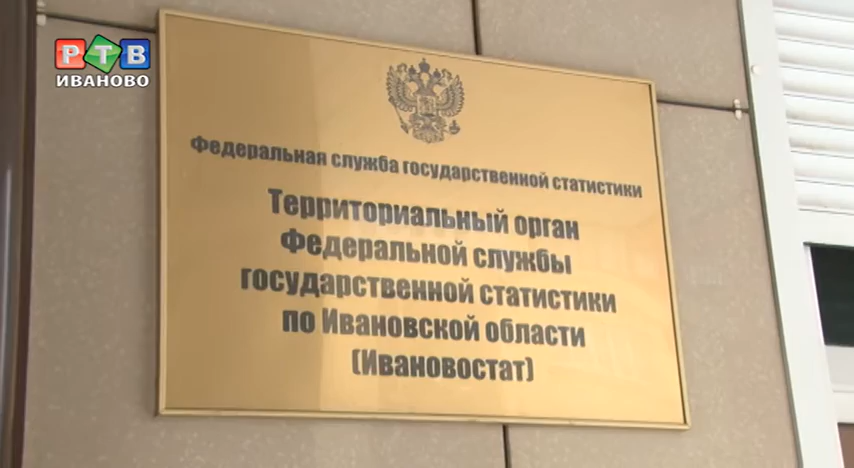 РТВ
ИВАНОВО
Федеральная служба государственной статистики
Территориальный орган
Федеральной службы
государственной статистики
по Ивановской области
(Ивановостат)